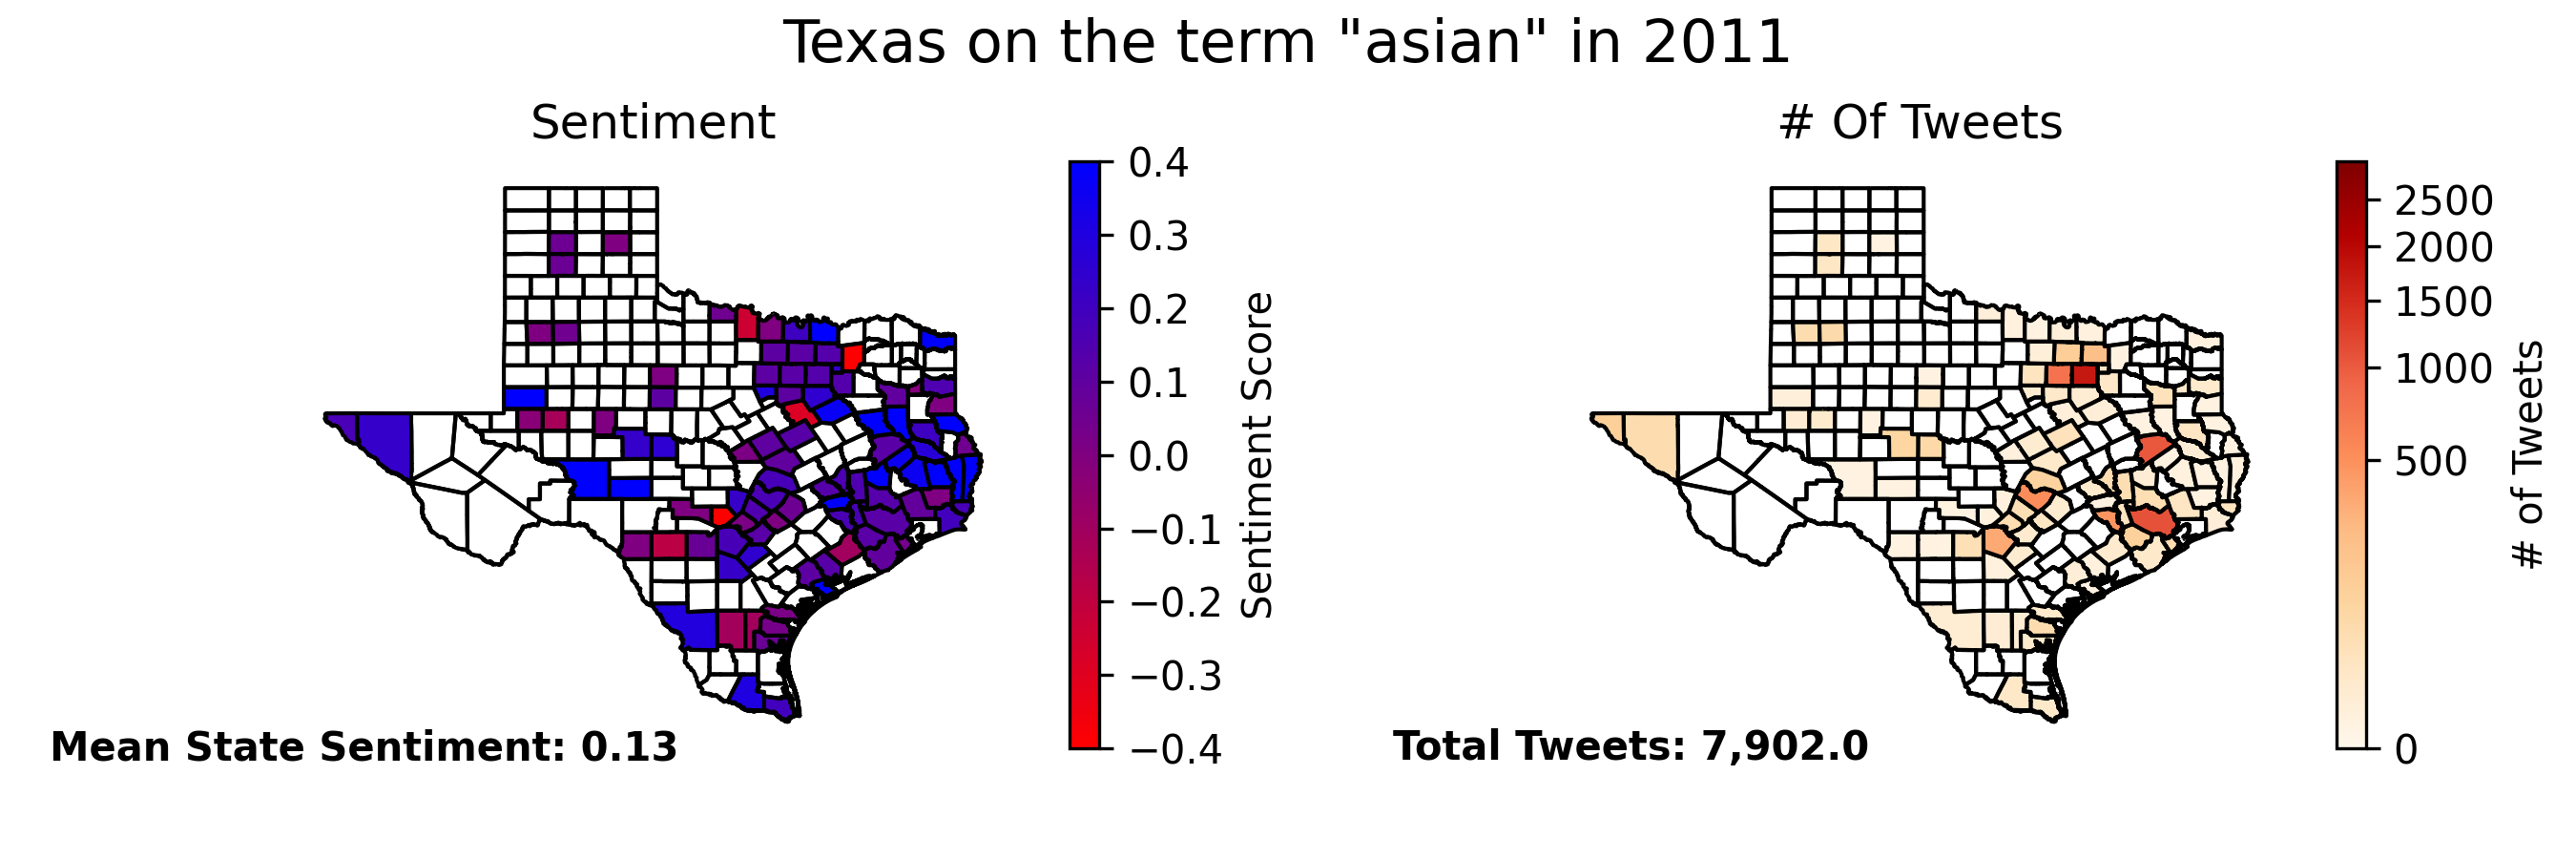 Texas on the term "asian" in 2011
Sentiment
0.4
0.3
0.2
0.1
0.0
−0.1
−0.2
−0.3
−0.4
Sentiment Score
Mean State Sentiment: 0.13
# Of Tweets
2500
2000
1500
1000
500
0
# of Tweets
Total Tweets: 7,902.0